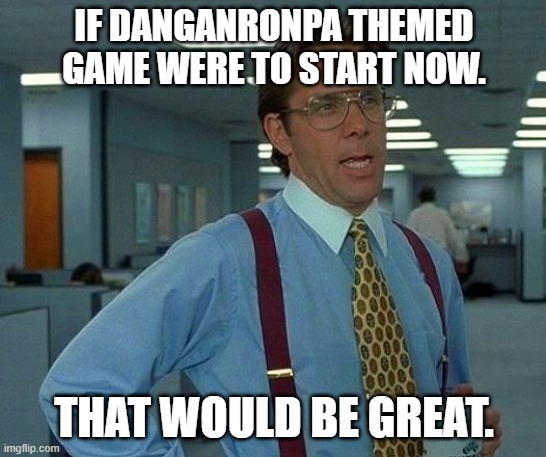 IF DANGANRONPA THEMED
GAME WERE TO START NOW.
THAT WOULD BE GREAT.
imgflip.com